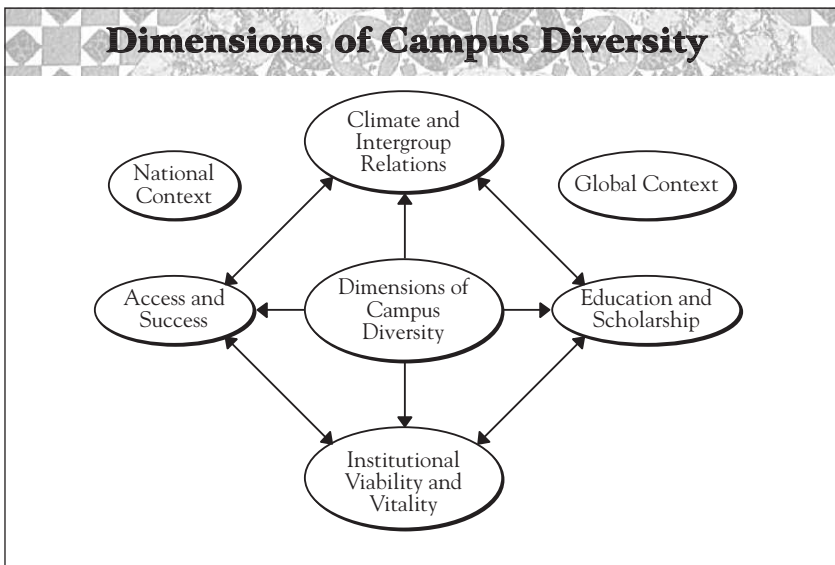 Dimensions of Campus Diversity
Climate and
Intergroup
Relations
National
Context
Global Context
Access and
Success
Dimensions of
Campus
Diversity
Education and
Scholarship
Institutional
Viability and
Vitality